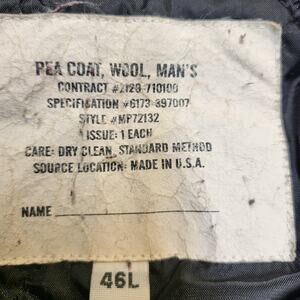 PEA COAT, WOOL, MAN'S
CONTRACT #2120-710100
SPECIFICATION #6173-897007
STYLE #MP72132
ISSUE: 1 EACH
CARE: DRY CLEAN, STANDARD METHOD
SOURCE LOCATION: MADE IN U.S.A.
NAME
46L